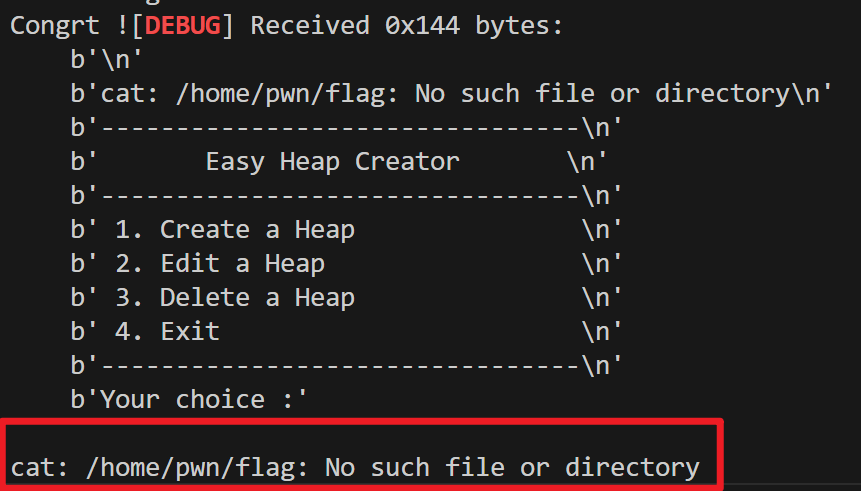 Congrt ![DEBUG] Received 0x144 bytes:
    b'\n'
    b'cat: /home/pwn/flag: No such file or directory\n'
    b'--------------------------------\n'
    b'       Easy Heap Creator       \n'
    b'--------------------------------\n'
    b' 1. Create a Heap               \n'
    b' 2. Edit a Heap                 \n'
    b' 3. Delete a Heap               \n'
    b' 4. Exit                        \n'
    b'--------------------------------\n'
    b'Your choice :'
cat: /home/pwn/flag: No such file or directory